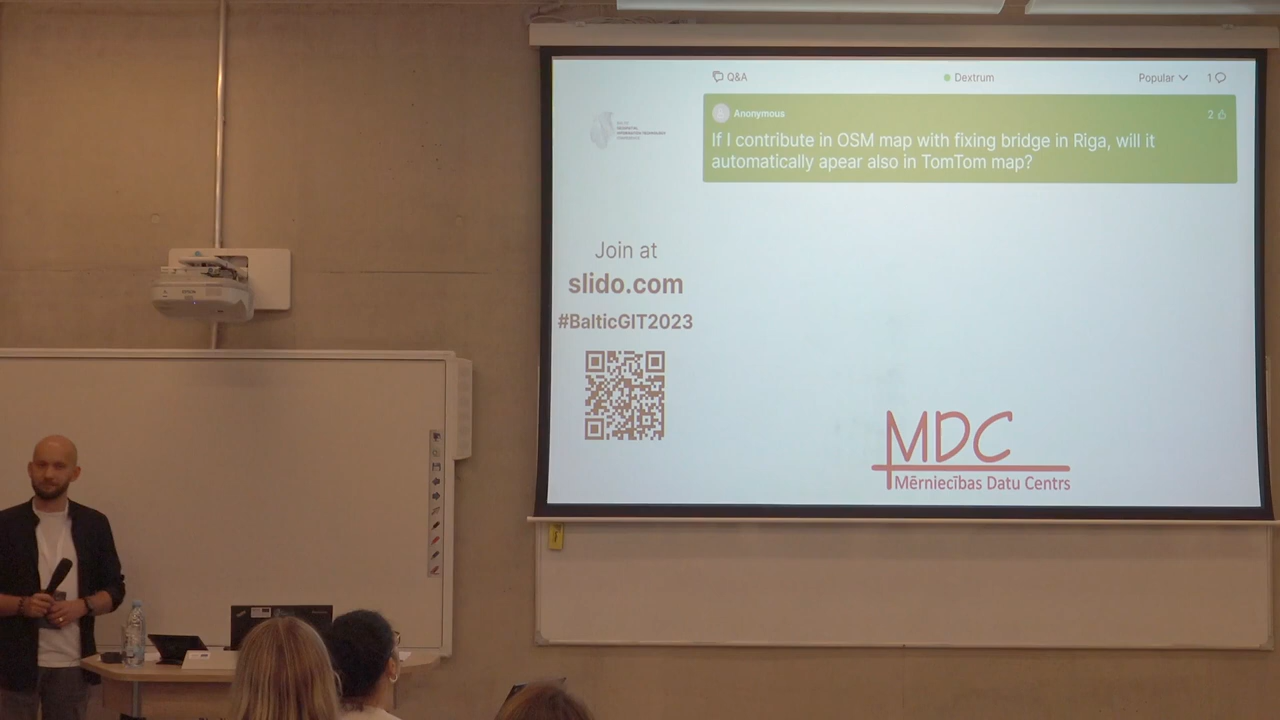 Q&A
Dextrum
Popular
1
Anonymous
2
If I contribute in OSM map with fixing bridge in Riga, will it
automatically apear also in TomTom map?
Join at
slido.com
#BalticGIT2023
MDC
Mērniecības Datu Centrs
EPSON